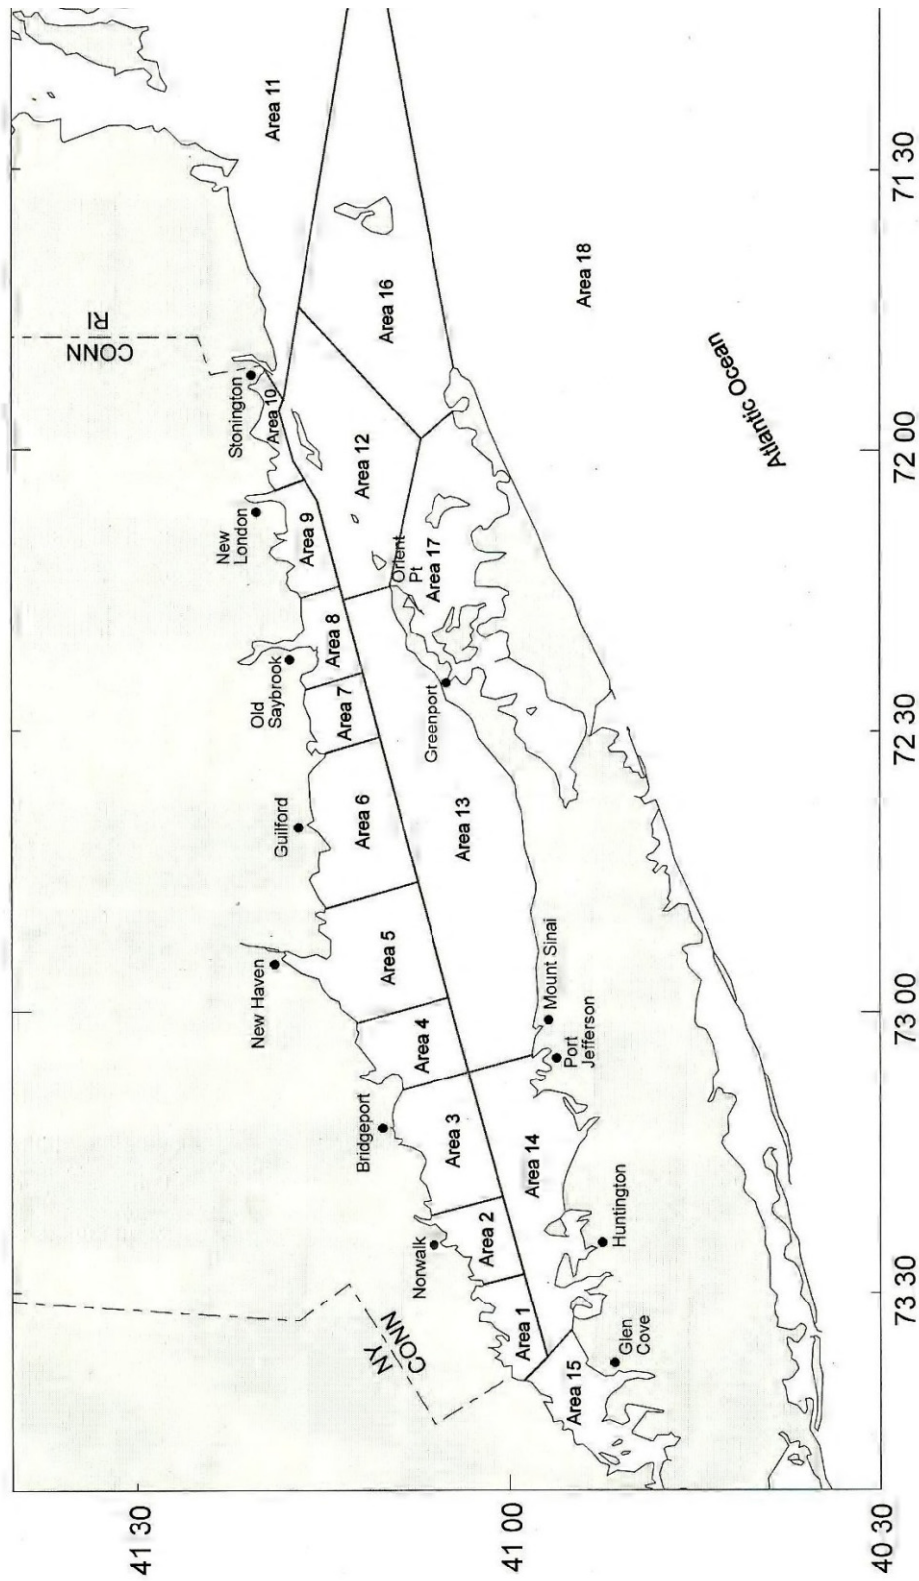 41 30
41 00
40 30
73 30
73 00
72 30
72 00
71 30
NY
CONN
CONN
RI
Norwalk
Bridgeport
New Haven
Guilford
Old
Saybrook
New
London
Stonington
Area 1
Area 2
Area 3
Area 4
Area 5
Area 6
Area 7
Area 8
Area 9
Area 10
Area 11
Area 12
Area 13
Area 14
Area 15
Area 16
Area 17
Area 18
Orient
Pt
Greenport
Mount Sinai
Port
Jefferson
Huntington
Glen
Cove
Atlantic Ocean